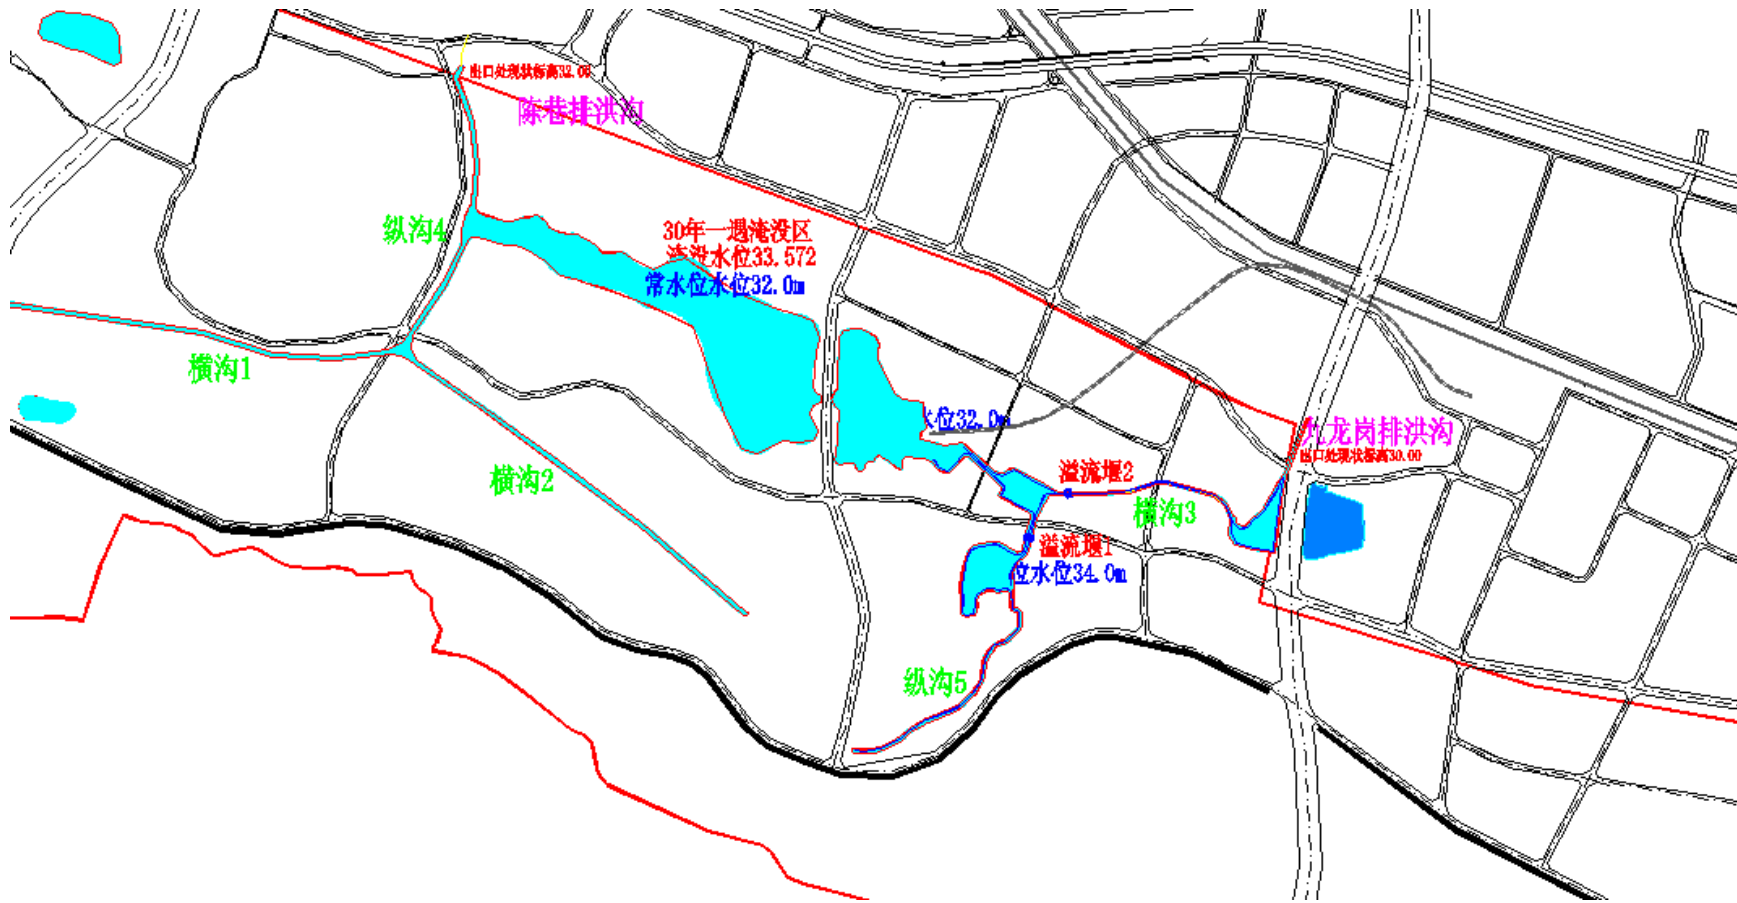 出口处现状标高32.00
陈巷排洪沟
纵沟4
30年一遇淹没区
淹没水位33.572
常水位水位32.0m
横沟1
水位32.0m
九龙岗排洪沟
出口处现状标高30.00
溢流堰2
横沟2
横沟3
溢流堰1
位水位34.0m
纵沟5